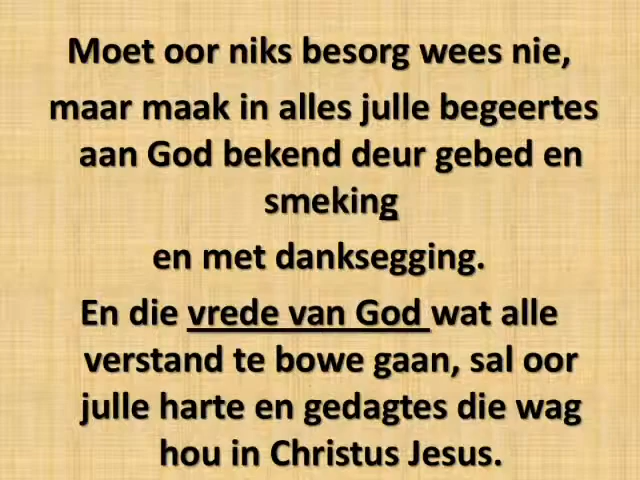 Moet oor niks besorg wees nie,
maar maak in alles julle begeertes
aan God bekend deur gebed en
smeking
en met danksegging.
En die vrede van God wat alle
verstand te bowe gaan, sal oor
julle harte en gedagtes die wag
hou in Christus Jesus.